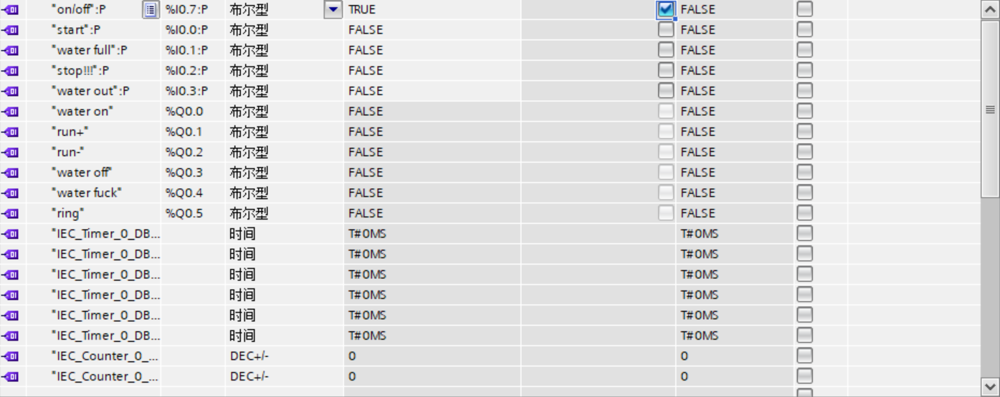 "on/off":P %I0.7:P 布尔型 TRUE FALSE
"start":P %I0.0:P 布尔型 FALSE FALSE
"water full":P %I0.1:P 布尔型 FALSE FALSE
"stop!!!":P %I0.2:P 布尔型 FALSE FALSE
"water out":P %I0.3:P 布尔型 FALSE FALSE
"water on" %Q0.0 布尔型 FALSE FALSE
"run+" %Q0.1 布尔型 FALSE FALSE
"run-" %Q0.2 布尔型 FALSE FALSE
"water off" %Q0.3 布尔型 FALSE FALSE
"water fuck" %Q0.4 布尔型 FALSE FALSE
"ring" %Q0.5 布尔型 FALSE FALSE
"IEC_Timer_0_DB... 时间 T#0MS T#0MS
"IEC_Timer_0_DB... 时间 T#0MS T#0MS
"IEC_Timer_0_DB... 时间 T#0MS T#0MS
"IEC_Timer_0_DB... 时间 T#0MS T#0MS
"IEC_Timer_0_DB... 时间 T#0MS T#0MS
"IEC_Timer_0_DB... 时间 T#0MS T#0MS
"IEC_Counter_0_... DEC+/- 0 0
"IEC_Counter_0_... DEC+/- 0 0